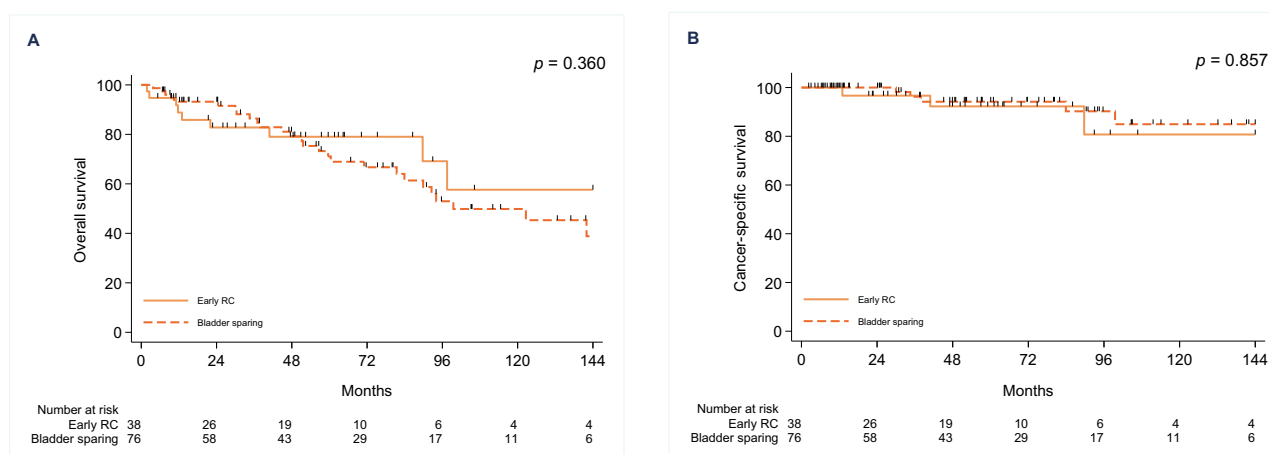 A
p = 0.360
Overall survival
100
80
60
40
20
0
Early RC
Bladder sparing
0 24 48 72 96 120 144
Months
Number at risk
Early RC 38 26 19 10 6 4 4
Bladder sparing 76 58 43 29 17 11 6
B
p = 0.857
Cancer-specific survival
100
80
60
40
20
0
Early RC
Bladder sparing
0 24 48 72 96 120 144
Months
Number at risk
Early RC 38 26 19 10 6 4 4
Bladder sparing 76 58 43 29 17 11 6